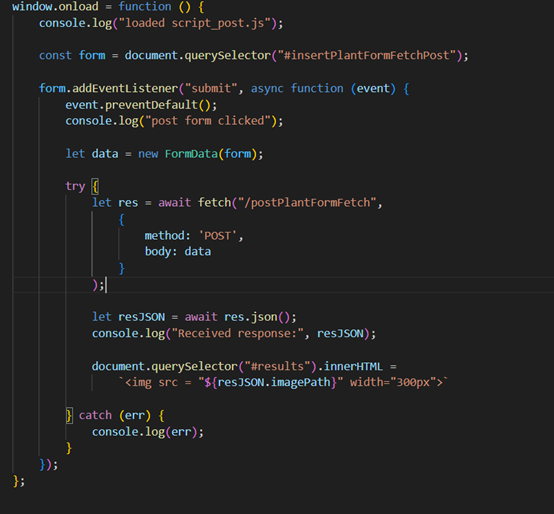 window.onload = function () {
    console.log("loaded script_post.js");

    const form = document.querySelector("#insertPlantFormFetchPost");

    form.addEventListener("submit", async function (event) {
        event.preventDefault();
        console.log("post form clicked");

        let data = new FormData(form);

        try {
            let res = await fetch("/postPlantFormFetch",
                {
                    method: 'POST',
                    body: data
                }
            );

            let resJSON = await res.json();
            console.log("Received response:", resJSON);

            document.querySelector("#results").innerHTML =
                `<img src = "${resJSON.imagePath}" width="300px">`

        } catch (err) {
            console.log(err);
        }
    });
};